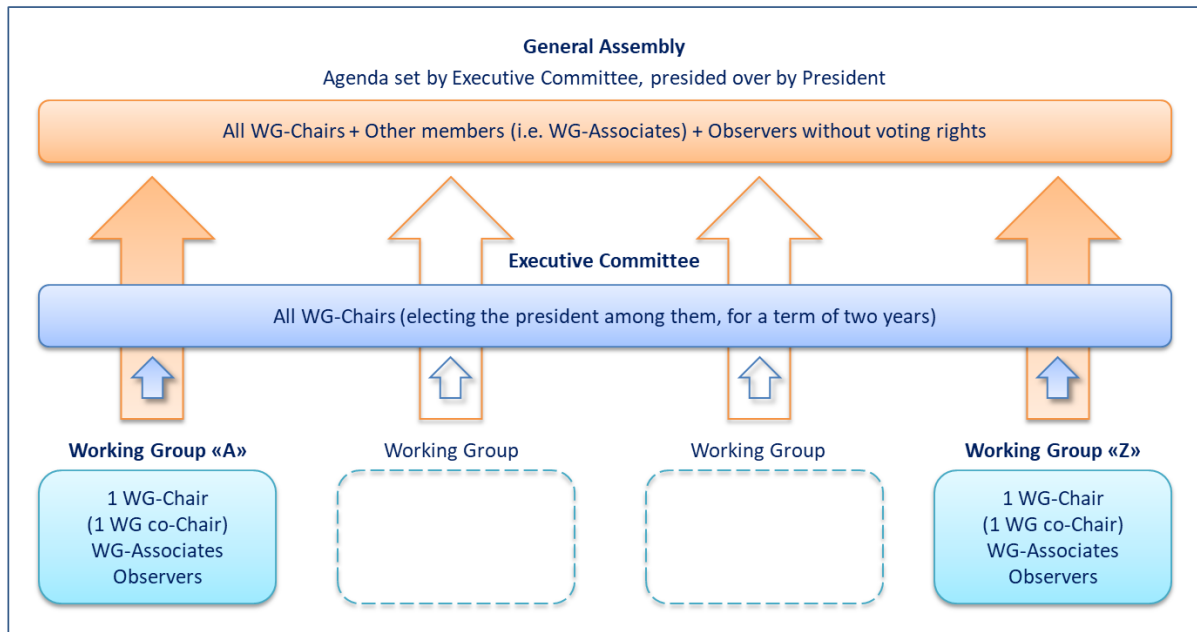 General Assembly
Agenda set by Executive Committee, presided over by President
All WG-Chairs + Other members (i.e. WG-Associates) + Observers without voting rights
Executive Committee
All WG-Chairs (electing the president among them, for a term of two years)
Working Group «A»
Working Group
Working Group
Working Group «Z»
1 WG-Chair
(1 WG co-Chair)
WG-Associates
Observers
1 WG-Chair
(1 WG co-Chair)
WG-Associates
Observers